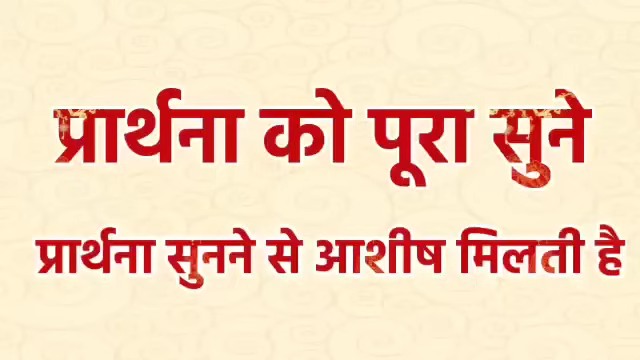 प्रार्थना को पूरा सुने
प्रार्थना सुनने से आशीष मिलती है